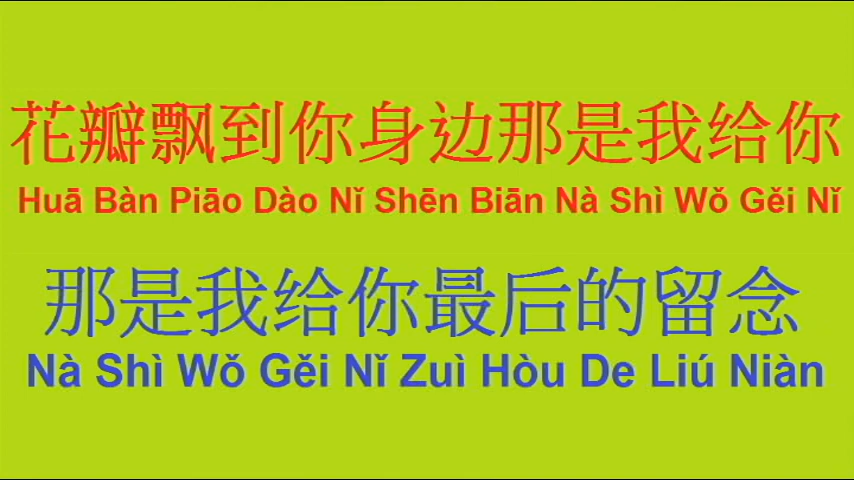 花瓣飘到你身边那是我给你
Huā Bàn Piāo Dào Nǐ Shēn Biān Nà Shì Wǒ Gěi Nǐ
那是我给你最后的留念
Nà Shì Wǒ Gěi Nǐ Zuì Hòu De Liú Niàn